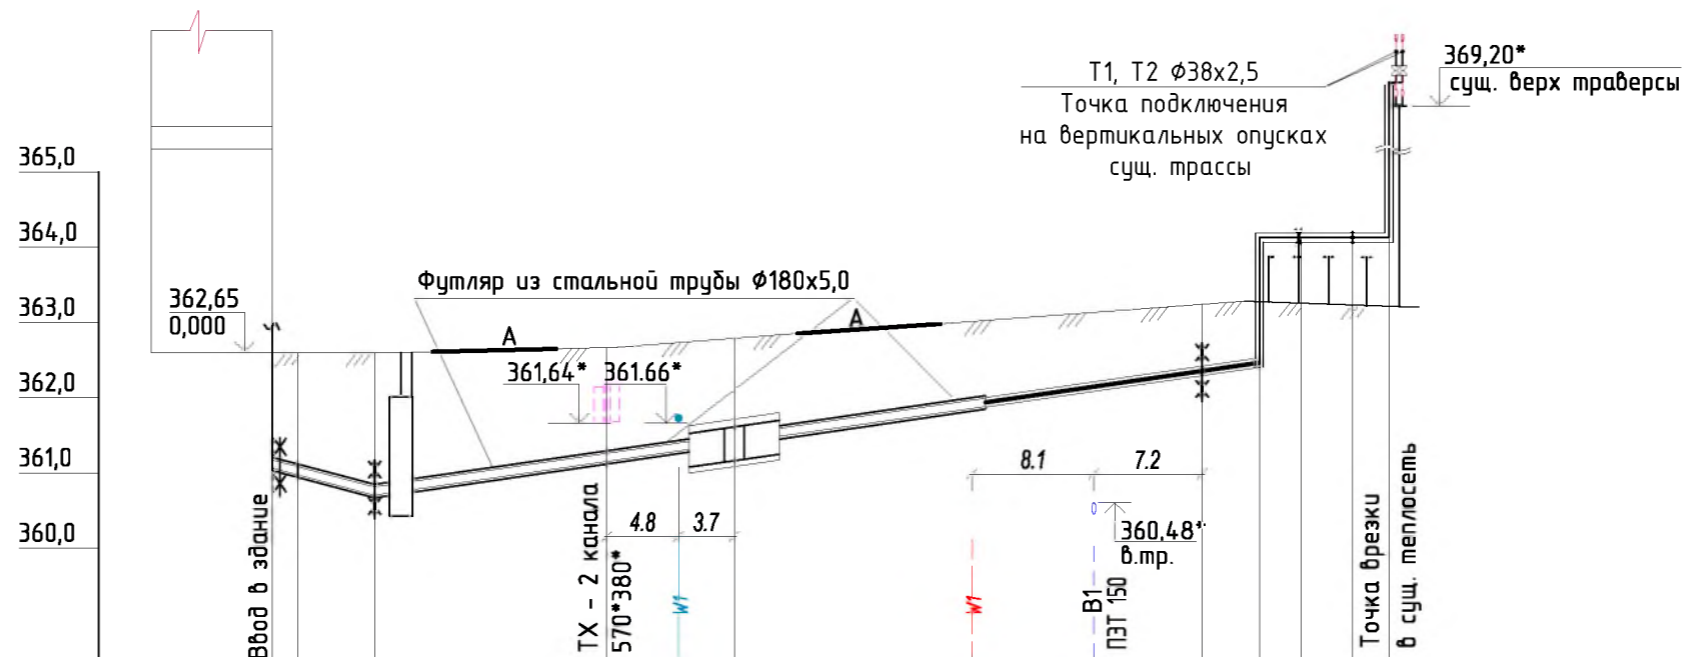 369,20*
сущ. верх траверсы
Т1, Т2 Ø38х2,5
Точка подключения
на вертикальных опусках
сущ. трассы
365,0
364,0
363,0
362,0
361,0
360,0
362,65
0,000
Футляр из стальной трубы Ø180х5,0
А
А
361,64*
361.66*
8.1
7.2
4.8
3.7
360,48*
в.тр.
Ввод в здание
ТХ - 2 канала
570*380*
W1
W1
В1
ПЭТ 150
Точка врезки
в сущ. теплосеть